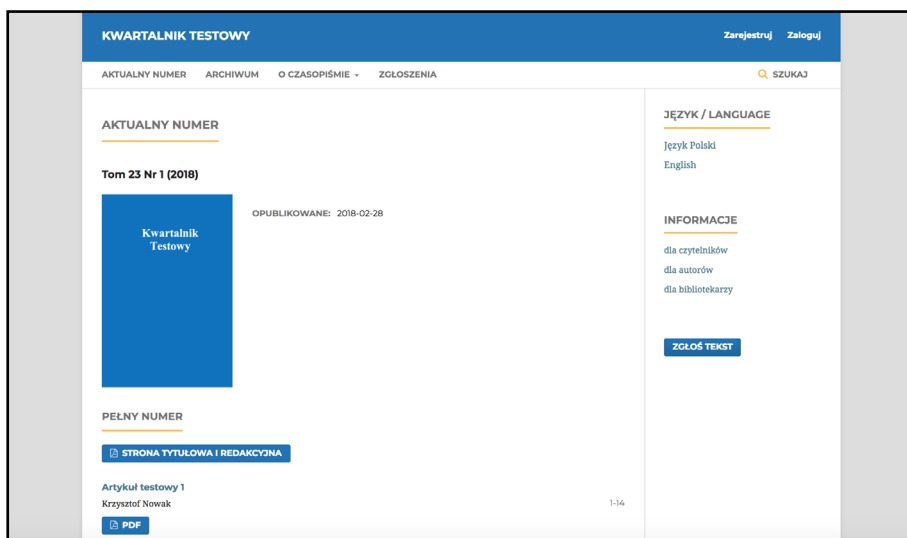 KWARTALNIK TESTOWY
Zarejestruj Zaloguj
AKTUALNY NUMER ARCHIWUM O CZASOPIŚMIE ZGŁOSZENIA
SZUKAJ
AKTUALNY NUMER
Tom 23 Nr 1 (2018)
Kwartalnik
Testowy
OPUBLIKOWANE: 2018-02-28
PEŁNY NUMER
STRONA TYTUŁOWA I REDAKCYJNA
Artykuł testowy 1
Krzysztof Nowak 1-14
PDF
JĘZYK / LANGUAGE
Język Polski
English
INFORMACJE
dla czytelników
dla autorów
dla bibliotekarzy
ZGŁOŚ TEKST